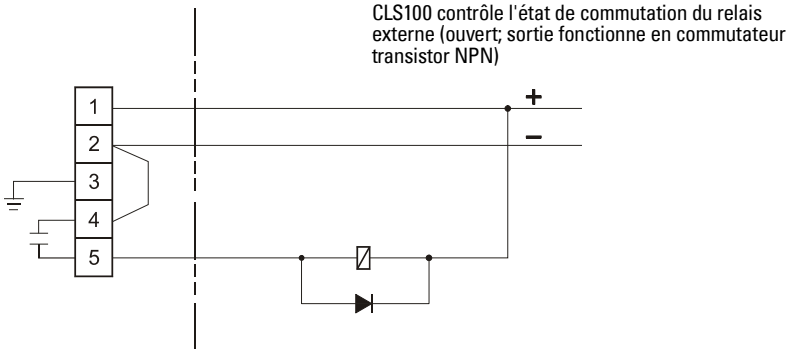 CLS100 contrôle l'état de commutation du relais
externe (ouvert; sortie fonctionne en commutateur
transistor NPN)
+
1
−
2
3
4
5